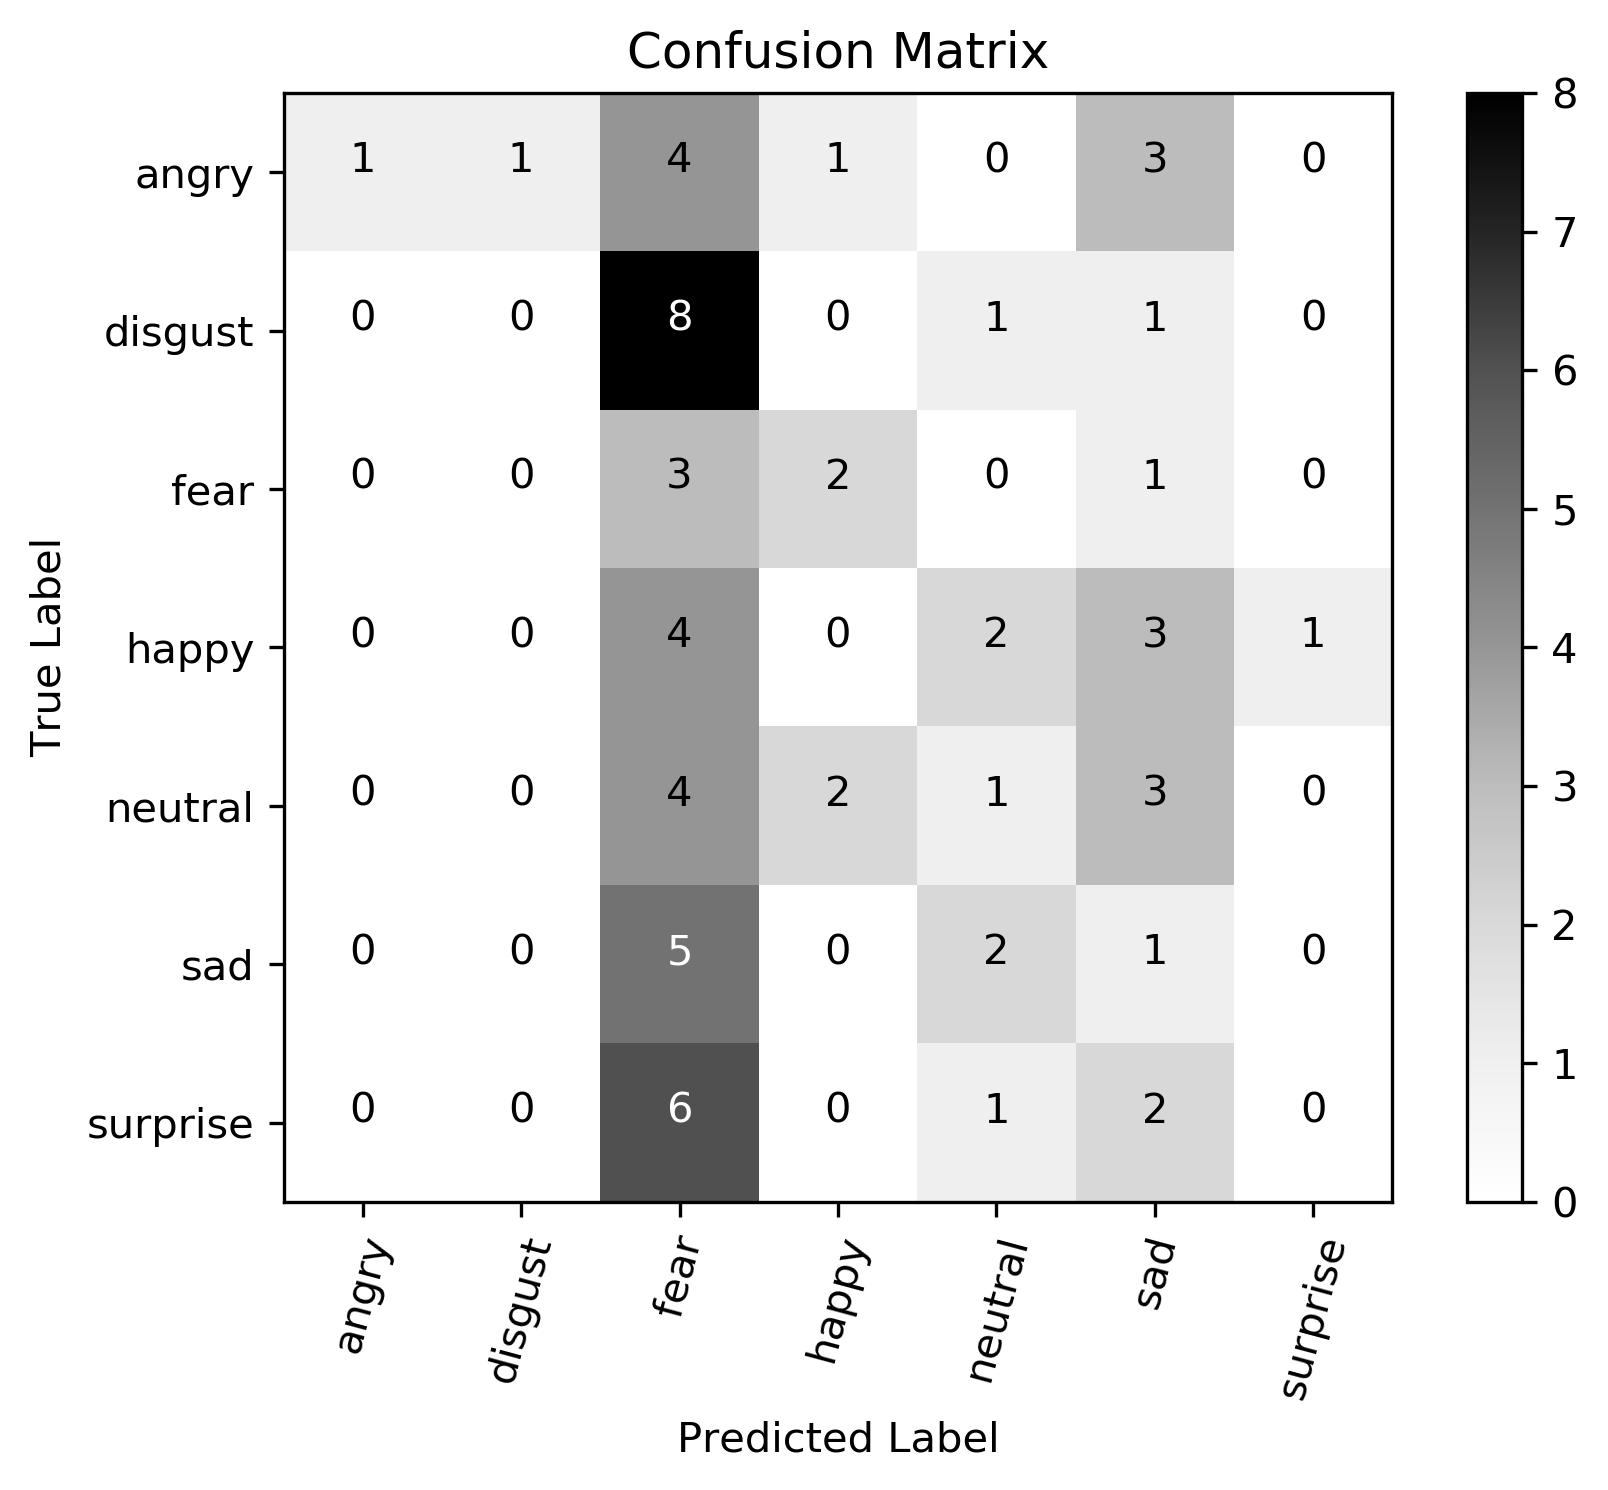 Confusion Matrix
angry 1 1 4 1 0 3 0
disgust 0 0 8 0 1 1 0
fear 0 0 3 2 0 1 0
happy 0 0 4 0 2 3 1
neutral 0 0 4 2 1 3 0
sad 0 0 5 0 2 1 0
surprise 0 0 6 0 1 2 0
True Label
angry disgust fear happy neutral sad surprise
Predicted Label
8
7
6
5
4
3
2
1
0